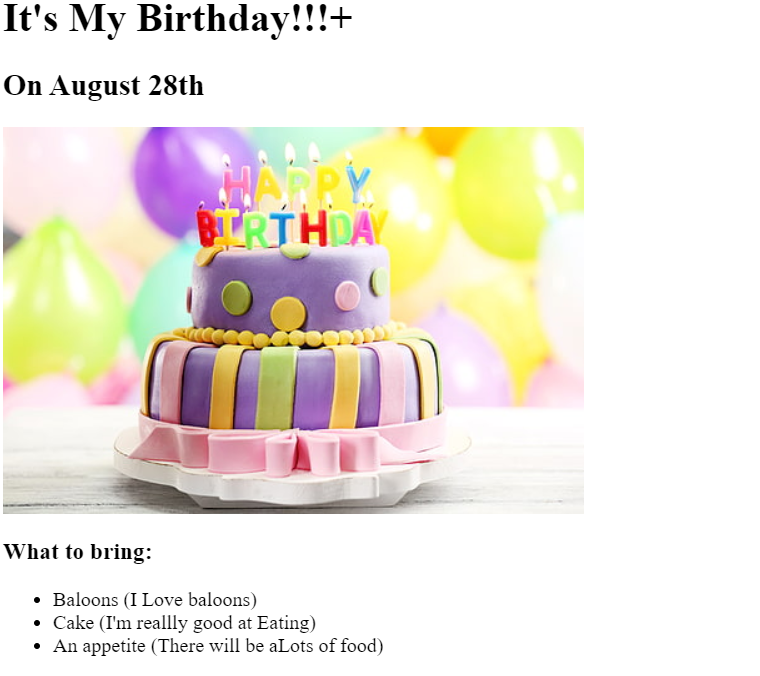 It's My Birthday!!!+
On August 28th
HAPPY
BIRTHDAY
What to bring:
Baloons (I Love baloons)
Cake (I'm reallly good at Eating)
An appetite (There will be aLots of food)